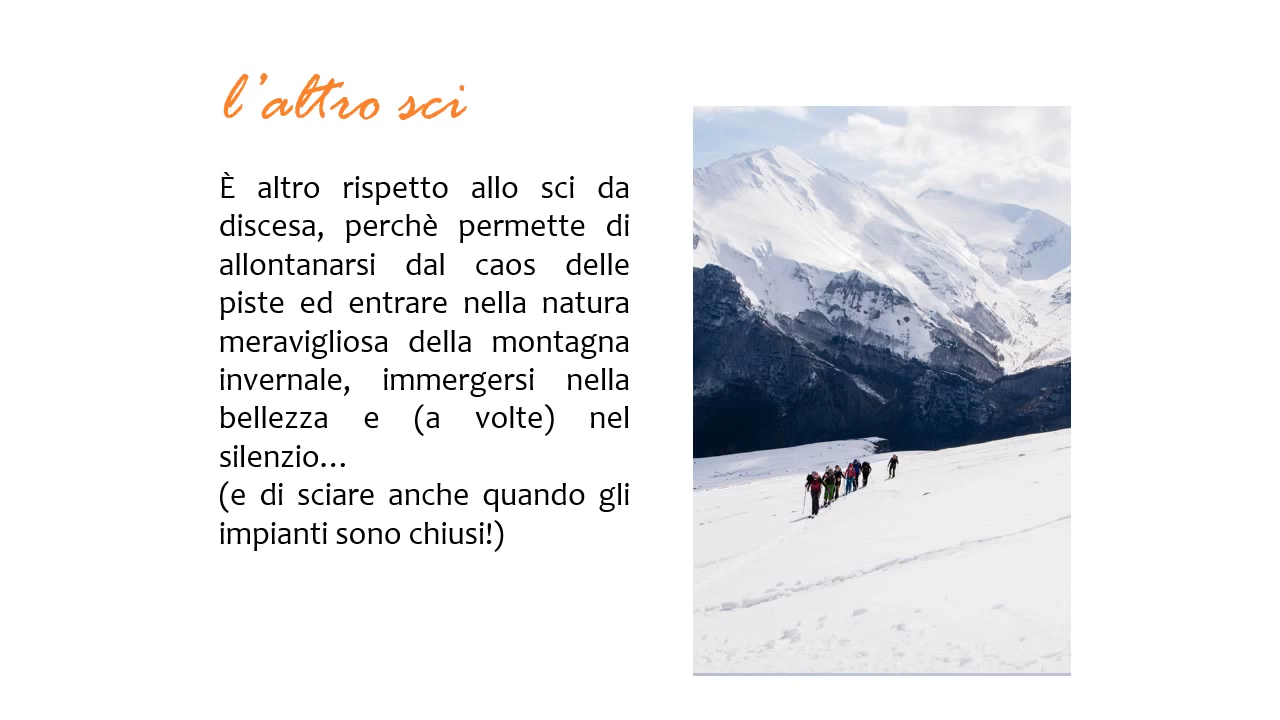 l'altro sci
È altro rispetto allo sci da
discesa, perchè permette di
allontanarsi dal caos delle
piste ed entrare nella natura
meravigliosa della montagna
invernale, immergersi nella
bellezza e (a volte) nel
silenzio…
(e di sciare anche quando gli
impianti sono chiusi!)